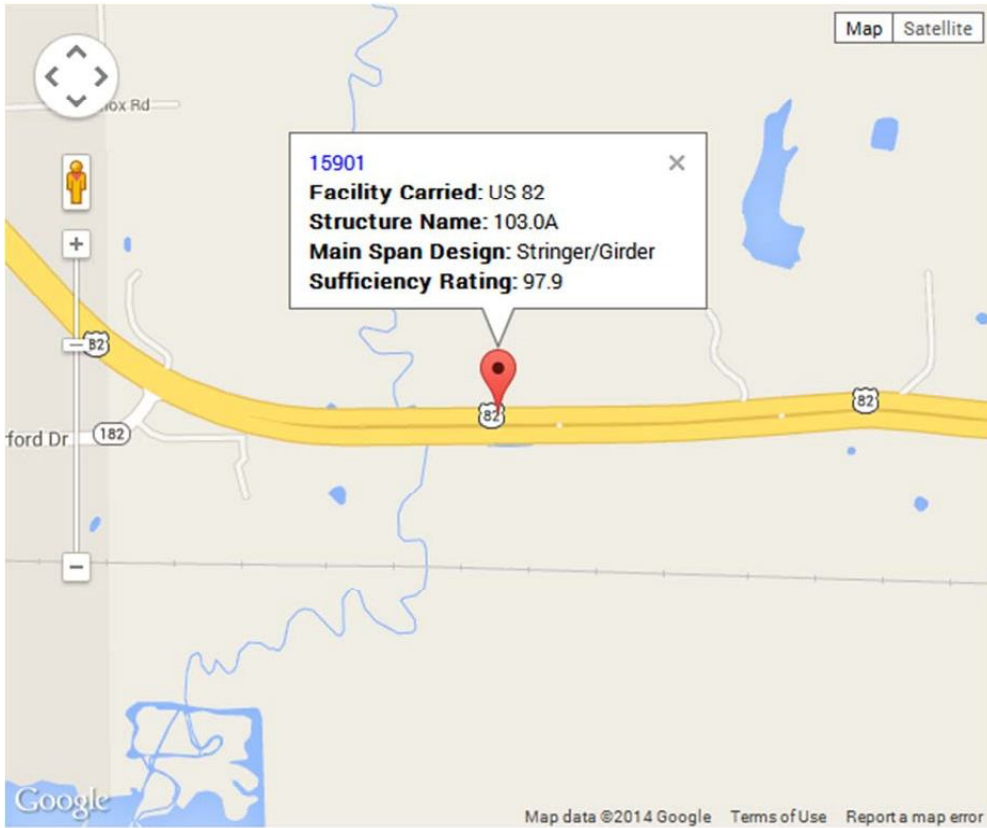 Map Satellite
ox Rd
15901
Facility Carried: US 82
Structure Name: 103.0A
Main Span Design: Stringer/Girder
Sufficiency Rating: 97.9
82
82
82
ford Dr 182
Google
Map data ©2014 Google Terms of Use Report a map error